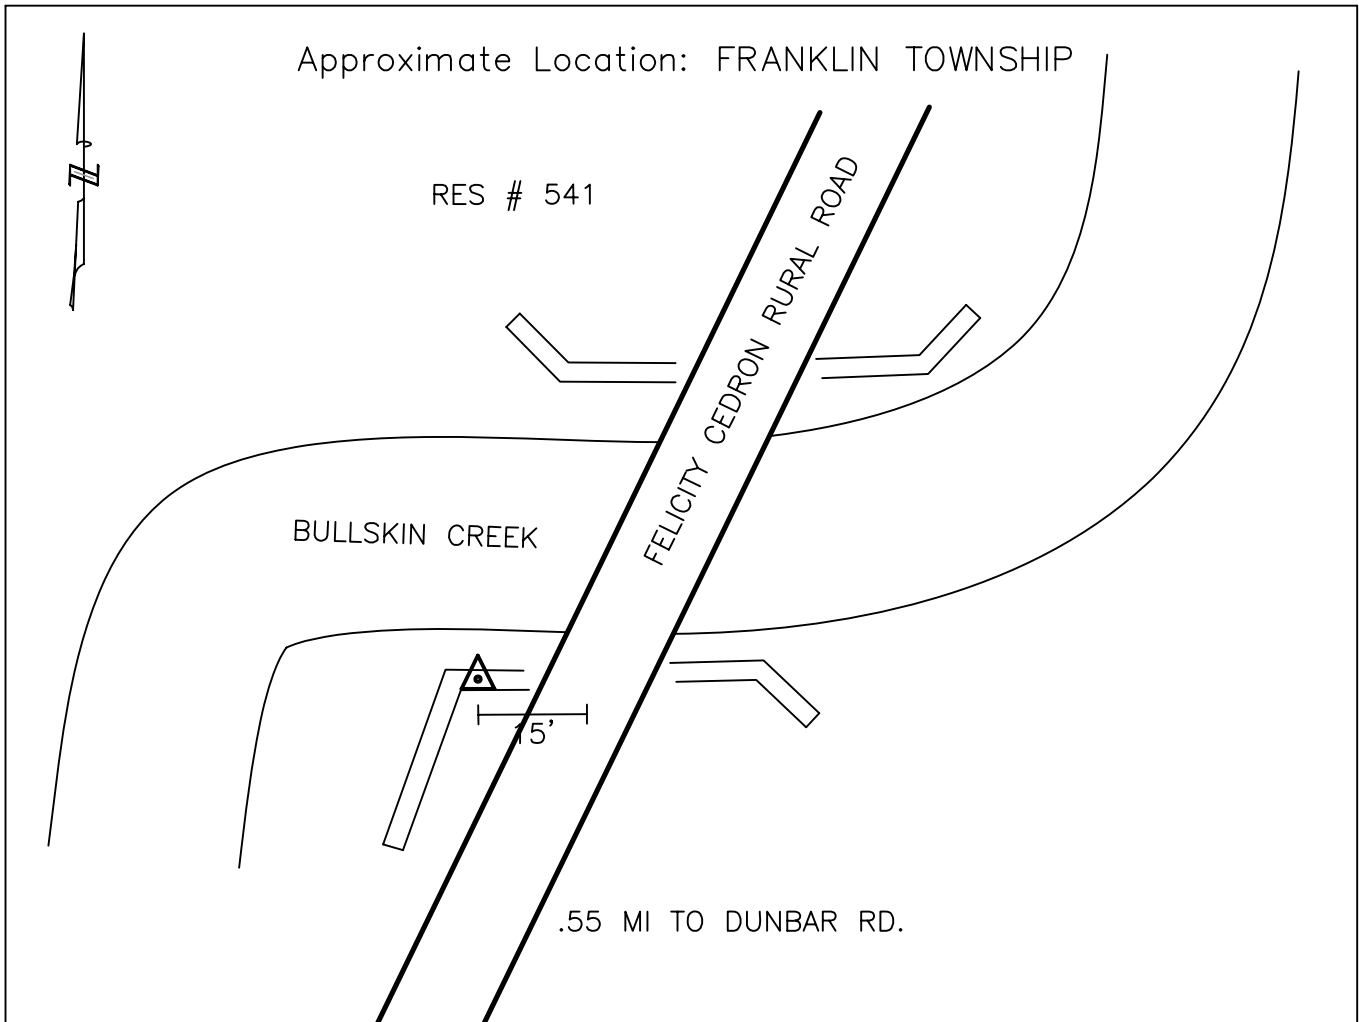 Approximate Location: FRANKLIN TOWNSHIP
N
RES # 541
FELICITY CEDRON RURAL ROAD
BULLSKIN CREEK
15'
.55 MI TO DUNBAR RD.